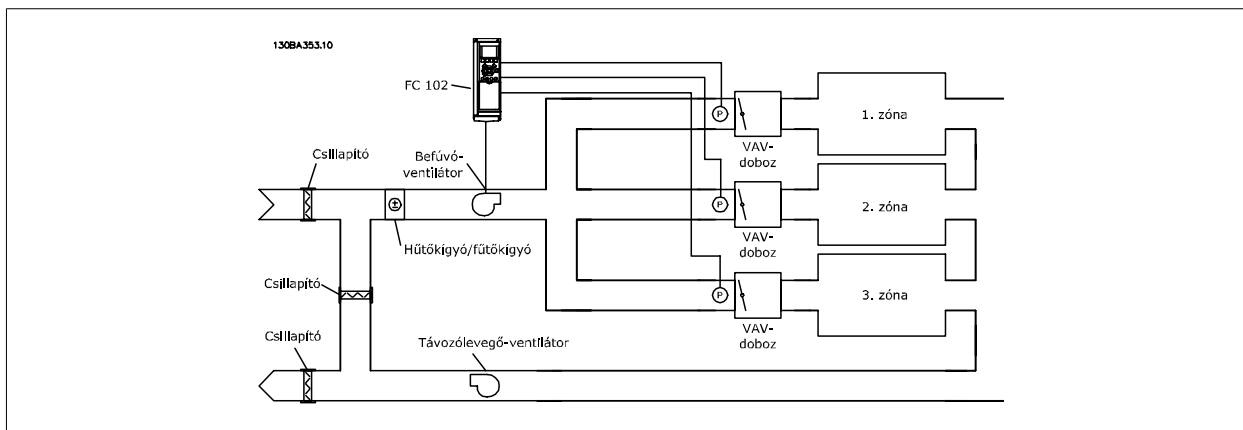 130BA353.10
FC 102
Csillapító
Befúvó-
ventilátor
Hűtőkígyó/fűtőkígyó
Csillapító
Csillapító
Távozólevegő-ventilátor
P
VAV-
doboz
1. zóna
P
VAV-
doboz
2. zóna
P
VAV-
doboz
3. zóna